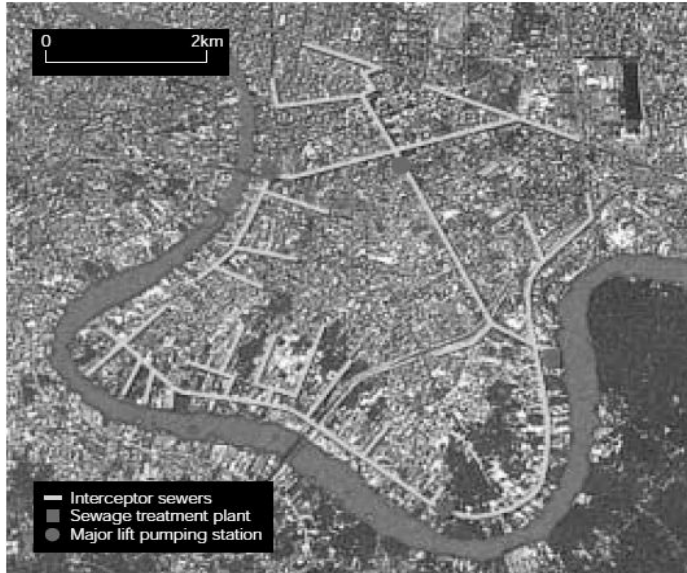 0 2km
Interceptor sewers
Sewage treatment plant
Major lift pumping station